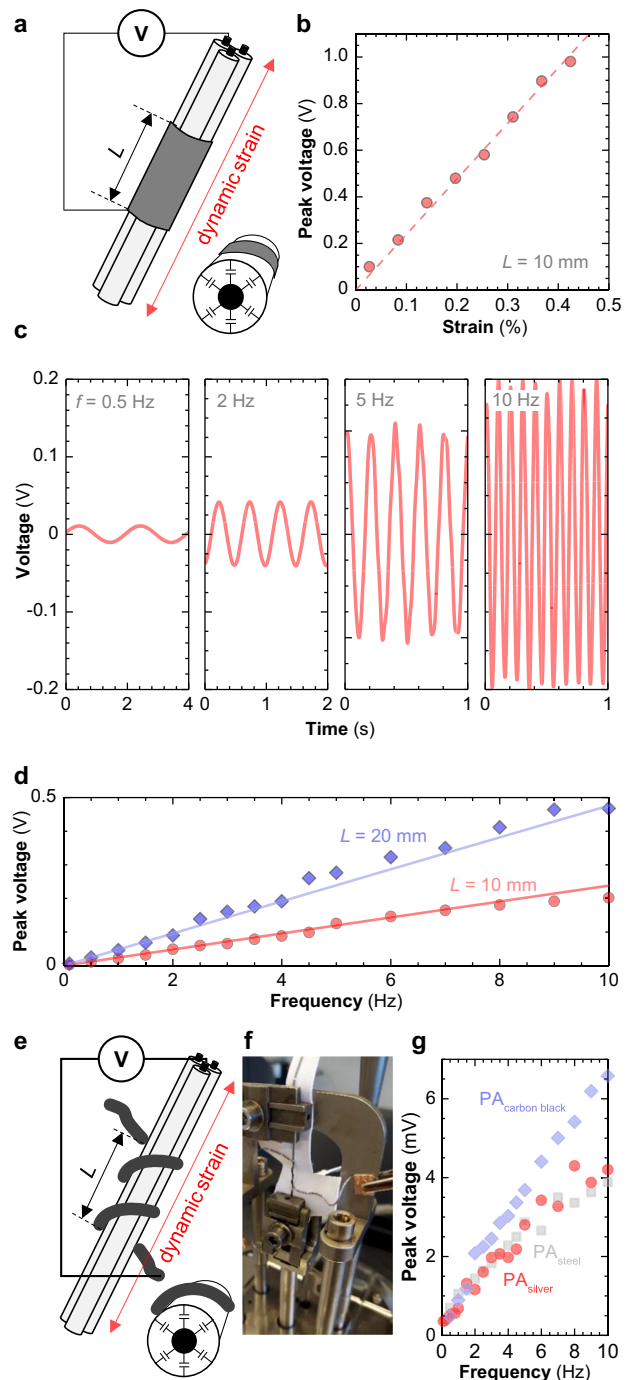 a
V
L
dynamic strain
b
1.0
0.8
0.6
0.4
0.2
0
0.1
0.2
0.3
0.4
0.5
Peak voltage (V)
Strain (%)
L = 10 mm
c
0.2
0.1
0
-0.1
-0.2
Voltage (V)
f = 0.5 Hz
2 Hz
5 Hz
10 Hz
0 2 4
0 1 2
0 1
0 1
Time (s)
d
0.5
0
Peak voltage
(V)
L = 20 mm
L = 10 mm
0 2 4 6 8 10
Frequency (Hz)
e
V
L
dynamic strain
f
g
6
4
2
0
Peak voltage (mV)
PAcarbon black
PAsteel
PAsilver
0 2 4 6 8 10
Frequency (Hz)